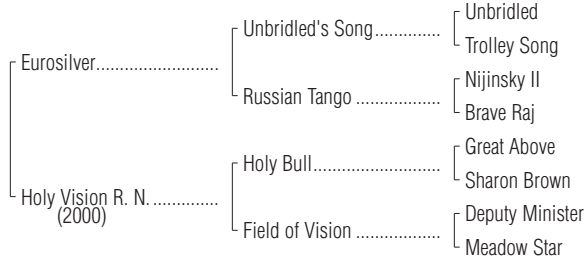 Unbridled
Unbridled's Song..............
Trolley Song
Eurosilver..........................
Nijinsky II
Russian Tango ..................
Brave Raj
Great Above
Holy Bull...........................
Sharon Brown
Holy Vision R. N. ..............
(2000)
Deputy Minister
Field of Vision ..................
Meadow Star